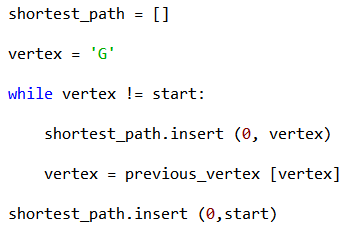 shortest_path = []
vertex = 'G'
while vertex != start:
    shortest_path.insert (0, vertex)
    vertex = previous_vertex [vertex]
shortest_path.insert (0,start)